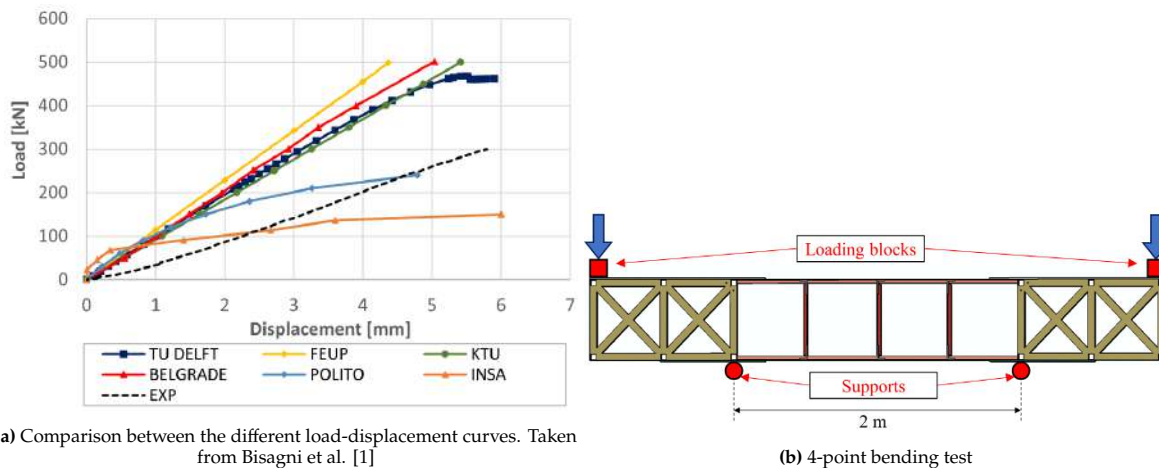 Load [kN]
600
500
400
300
200
100
0
0 1 2 3 4 5 6 7
Displacement [mm]
TU DELFT FEUP KTU
BELGRADE POLITO INSA
EXP
a) Comparison between the different load-displacement curves. Taken
from Bisagni et al. [1]
Loading blocks
Supports
2 m
(b) 4-point bending test